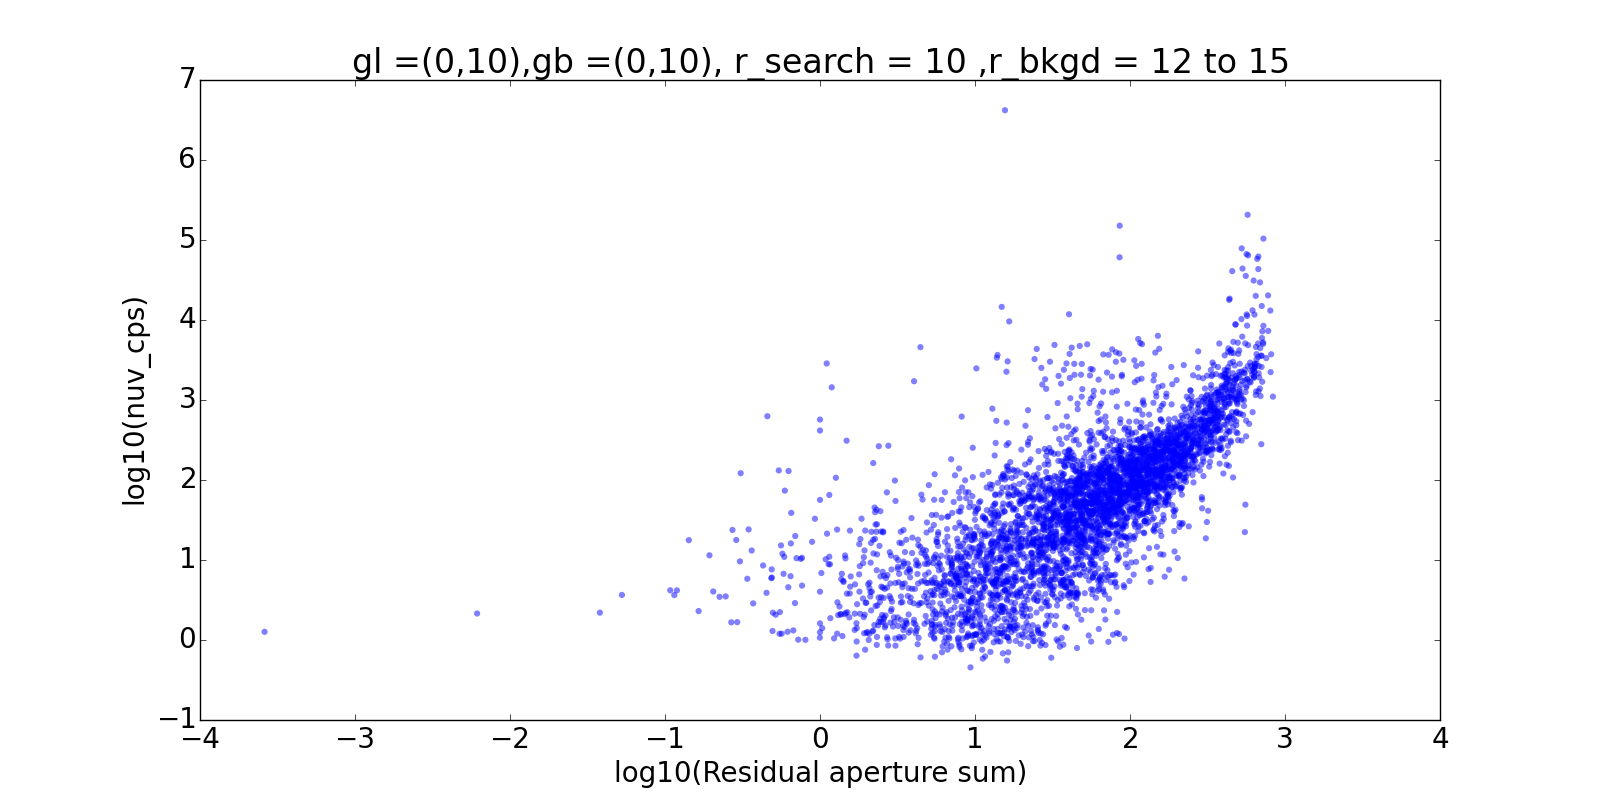 gl =(0,10),gb =(0,10), r_search = 10 ,r_bkgd = 12 to 15
7
6
5
4
3
2
1
0
−1
log10(nuv_cps)
−4 −3 −2 −1 0 1 2 3 4
log10(Residual aperture sum)